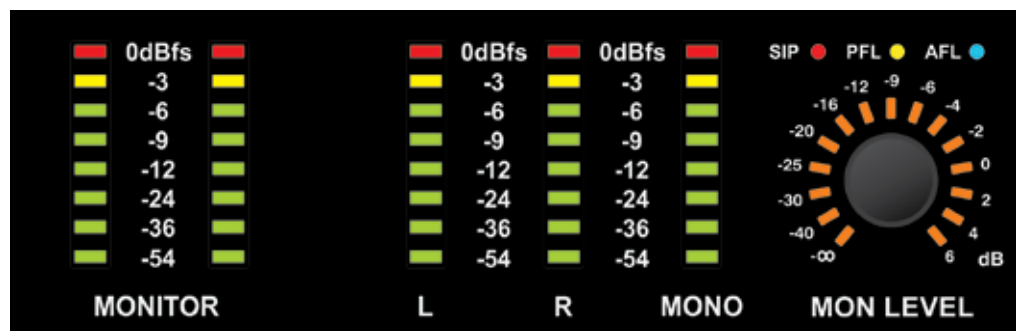 0dBfs 0dBfs 0dBfs SIP PFL AFL
-3 -3 -3
-6 -6 -6
-9 -9 -9
-12 -12 -12
-24 -24 -24
-36 -36 -36
-54 -54 -54
-∞ -40 -30 -25 -20 -16 -12 -9 -6 -4 -2 0 2 4 6 dB
MONITOR L R MONO MON LEVEL